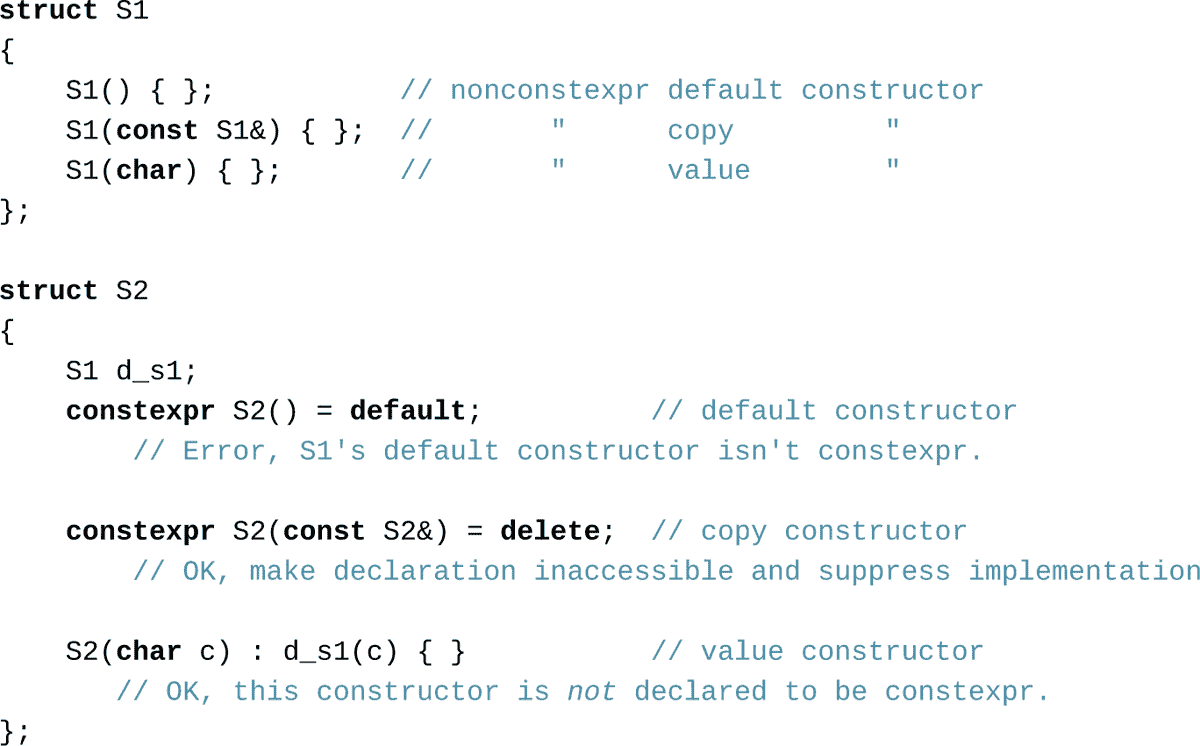 struct S1
{
    S1() { };           // nonconstexpr default constructor
    S1(const S1&) { };  //       "      copy         "
    S1(char) { };       //       "      value        "
};

struct S2
{
    S1 d_s1;
    constexpr S2() = default;          // default constructor
        // Error, S1's default constructor isn't constexpr.

    constexpr S2(const S2&) = delete;  // copy constructor
        // OK, make declaration inaccessible and suppress implementation

    S2(char c) : d_s1(c) { }           // value constructor
       // OK, this constructor is not declared to be constexpr.
};